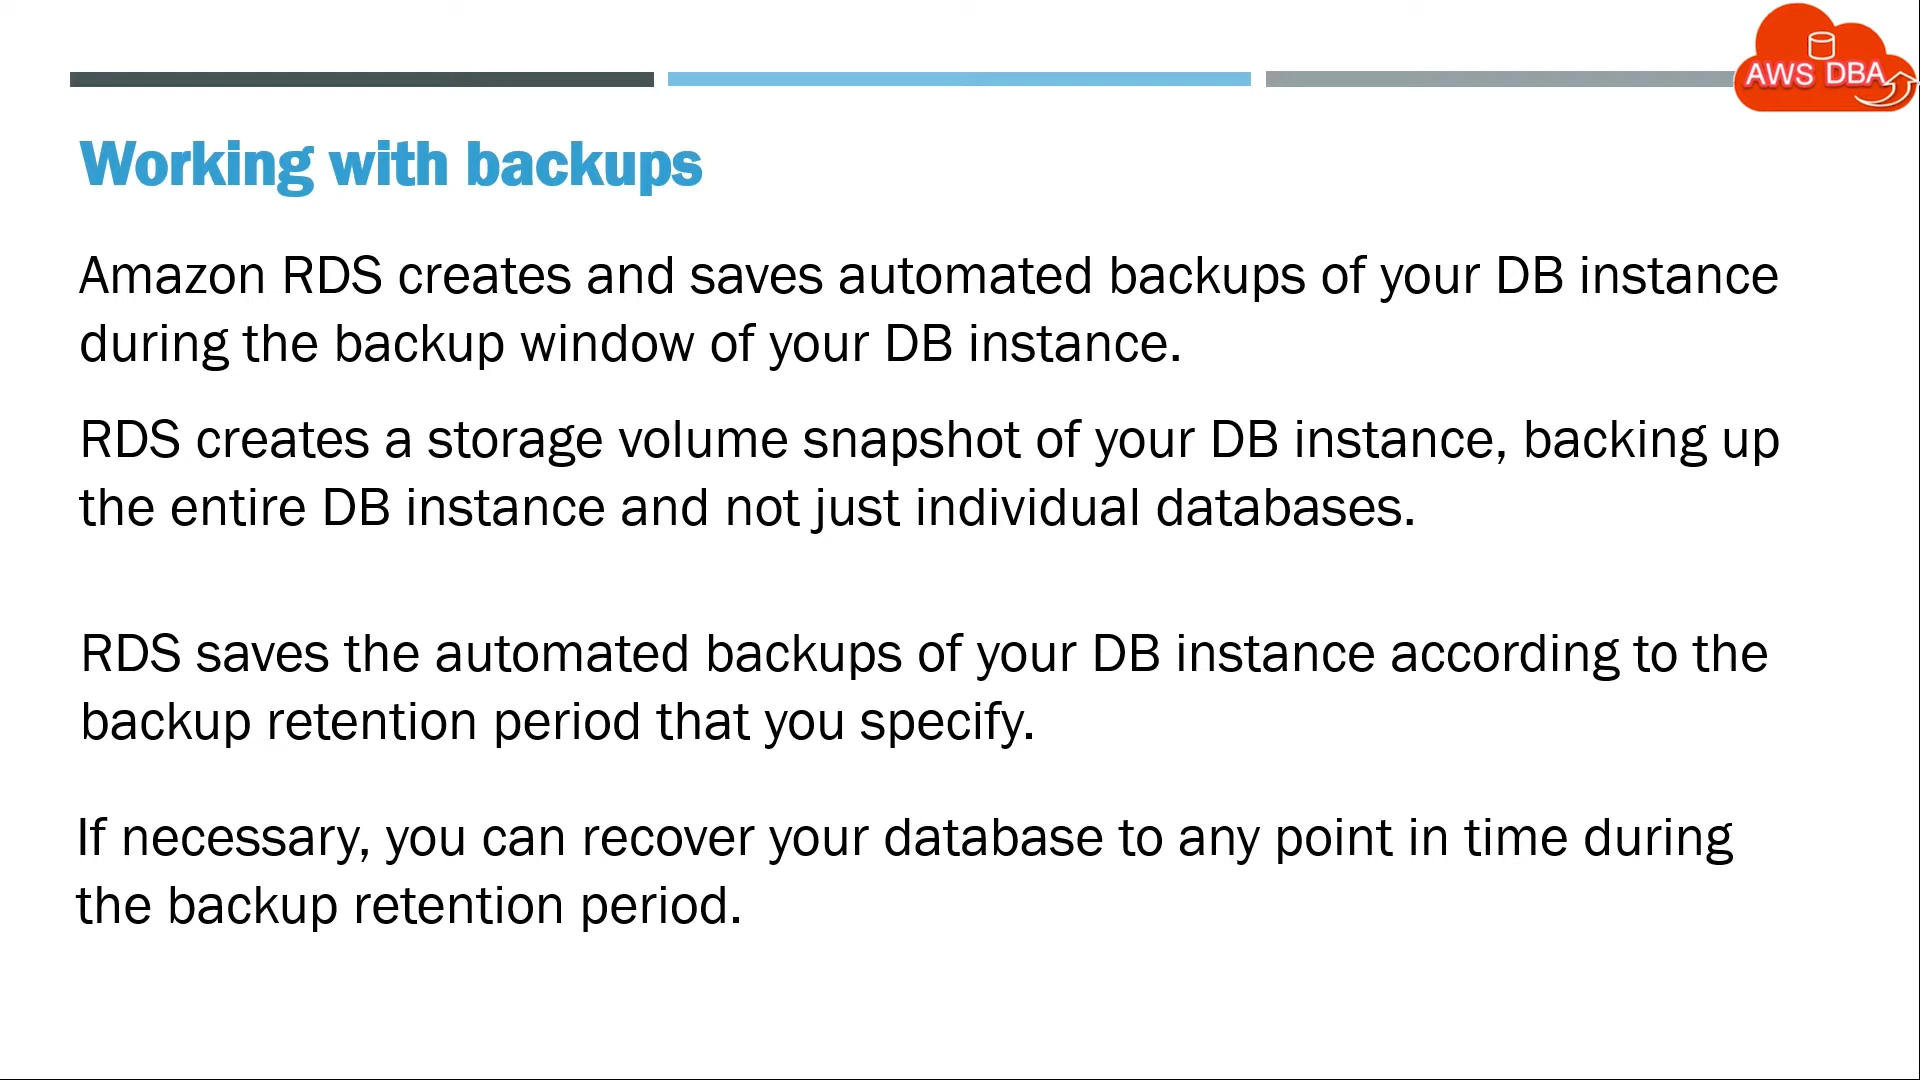 AWS DBA
Working with backups
Amazon RDS creates and saves automated backups of your DB instance
during the backup window of your DB instance.
RDS creates a storage volume snapshot of your DB instance, backing up
the entire DB instance and not just individual databases.
RDS saves the automated backups of your DB instance according to the
backup retention period that you specify.
If necessary, you can recover your database to any point in time during
the backup retention period.